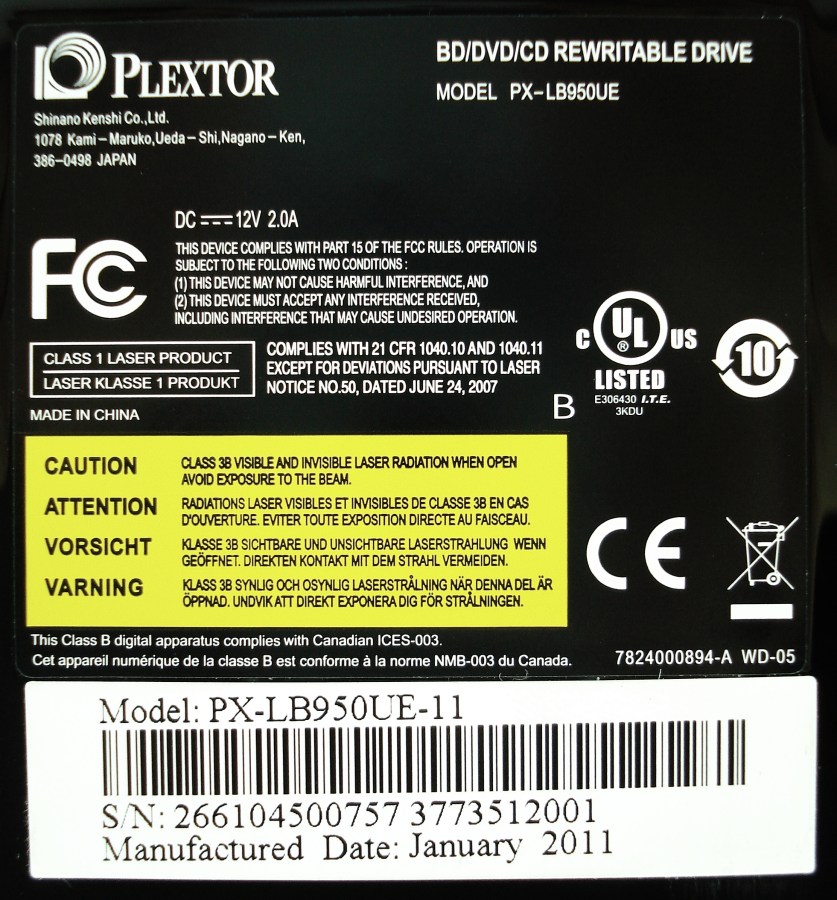 PLEXTOR
BD/DVD/CD REWRITABLE DRIVE
MODEL PX-LB950UE
Shinano Kenshi Co.,Ltd.
1078 Kami-Maruko,Ueda-Shi,Nagano-Ken,
386-0498 JAPAN
DC 12V 2.0A
FC
THIS DEVICE COMPLIES WITH PART 15 OF THE FCC RULES. OPERATION IS
SUBJECT TO THE FOLLOWING TWO CONDITIONS :
(1) THIS DEVICE MAY NOT CAUSE HARMFUL INTERFERENCE, AND
(2) THIS DEVICE MUST ACCEPT ANY INTERFERENCE RECEIVED,
INCLUDING INTERFERENCE THAT MAY CAUSE UNDESIRED OPERATION.
CLASS 1 LASER PRODUCT
LASER KLASSE 1 PRODUKT
COMPLIES WITH 21 CFR 1040.10 AND 1040.11
EXCEPT FOR DEVIATIONS PURSUANT TO LASER
NOTICE NO.50, DATED JUNE 24, 2007
C UL ® US
LISTED
E306430 I.T.E.
3KDU
10
B
MADE IN CHINA
CAUTION
CLASS 3B VISIBLE AND INVISIBLE LASER RADIATION WHEN OPEN
AVOID EXPOSURE TO THE BEAM.
ATTENTION
RADIATIONS LASER VISIBLES ET INVISIBLES DE CLASSE 3B EN CAS
D'OUVERTURE. EVITER TOUTE EXPOSITION DIRECTE AU FAISCEAU.
VORSICHT
KLASSE 3B SICHTBARE UND UNSICHTBARE LASERSTRAHLUNG WENN
GEÖFFNET. DIREKTEN KONTAKT MIT DEM STRAHL VERMEIDEN.
VARNING
KLASS 3B SYNLIG OCH OSYNLIG LASERSTRÅLNING NÄR DENNA DEL ÄR
ÖPPNAD. UNDVIK ATT DIREKT EXPONERA DIG FÖR STRÅLNINGEN.
CE
This Class B digital apparatus complies with Canadian ICES-003.
Cet appareil numérique de la classe B est conforme à la norme NMB-003 du Canada.
7824000894-A WD-05
Model: PX-LB950UE-11
S/N: 266104500757 3773512001
Manufactured Date: January 2011